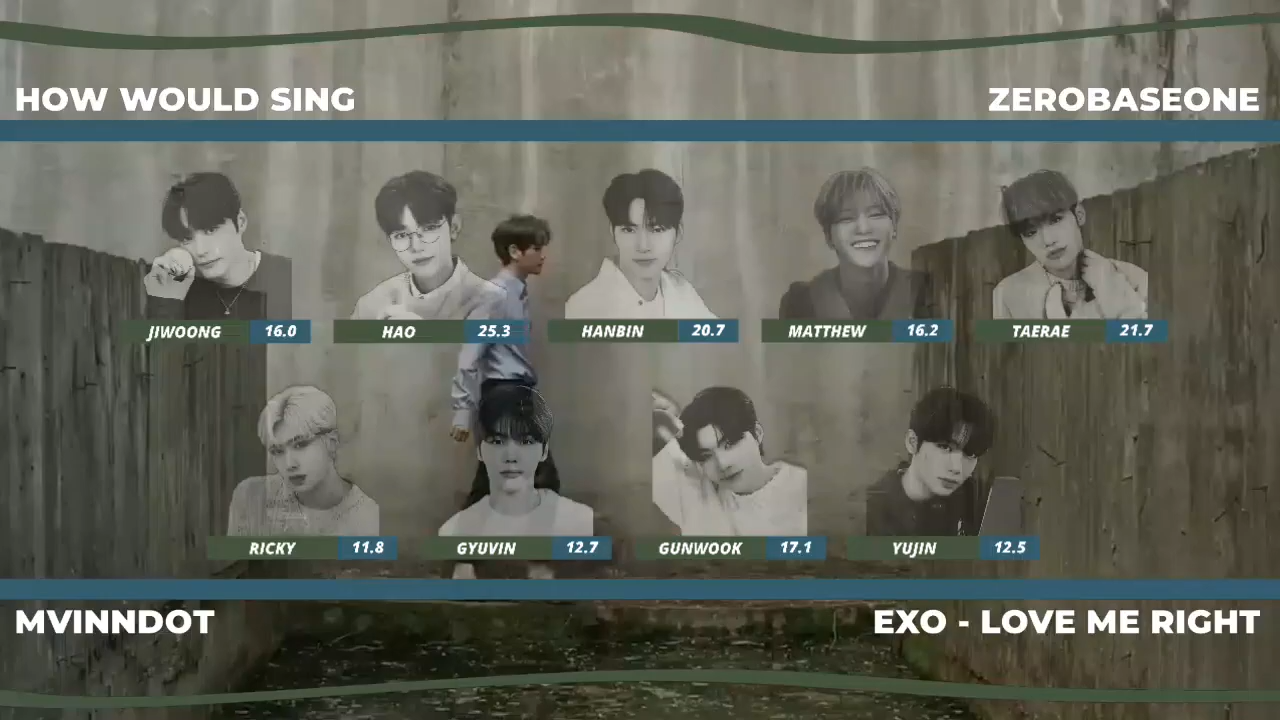 HOW WOULD SING
ZEROBASEONE
JIWOONG 16.0
HAO 25.3
HANBIN 20.7
MATTHEW 16.2
TAERAE 21.7
RICKY 11.8
GYUVIN 12.7
GUNWOOK 17.1
YUJIN 12.5
MVINNDOT
EXO - LOVE ME RIGHT